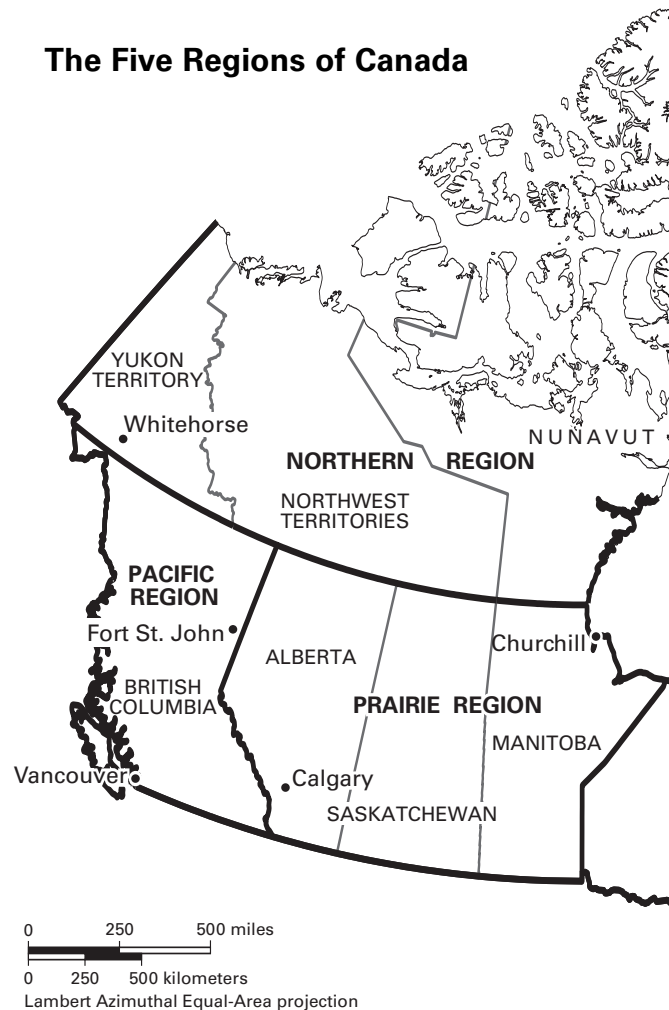 The Five Regions of Canada
YUKON
TERRITORY
Whitehorse
NUNAVUT
NORTHERN REGION
NORTHWEST
TERRITORIES
PACIFIC
REGION
Fort St. John
Churchill
ALBERTA
BRITISH
COLUMBIA
PRAIRIE REGION
MANITOBA
Vancouver
Calgary
SASKATCHEWAN
0 250 500 miles
0 250 500 kilometers
Lambert Azimuthal Equal-Area projection